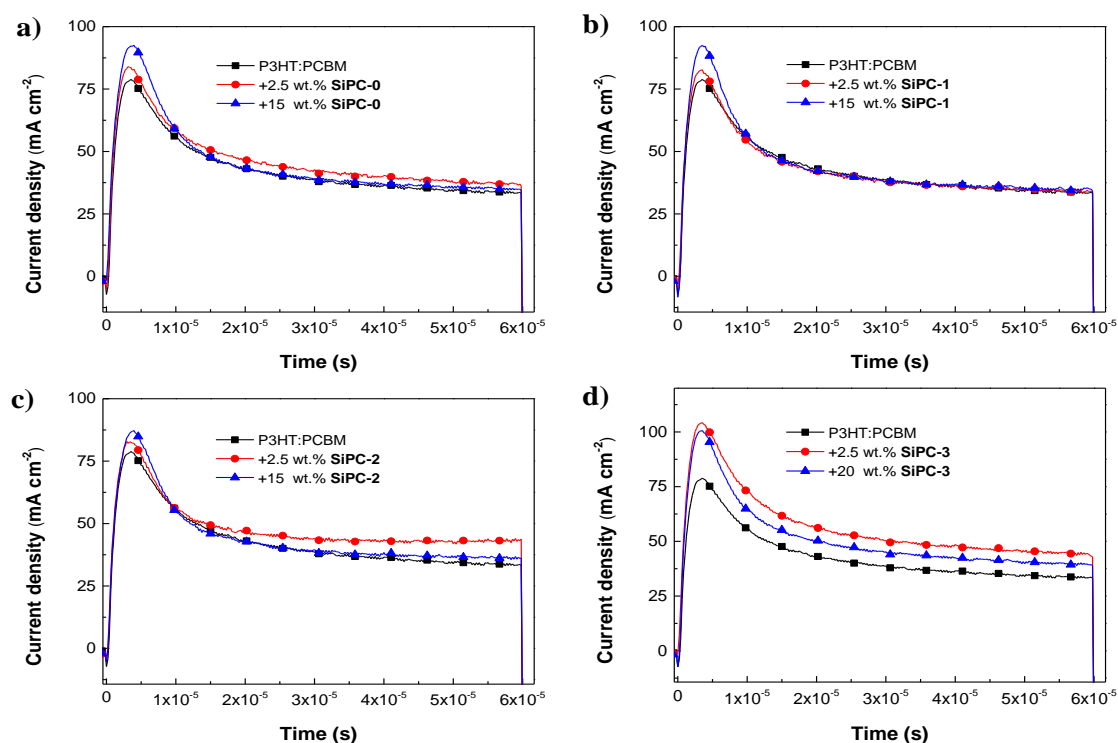 a)
P3HT:PCBM
+2.5 wt.% SiPC-0
+15 wt.% SiPC-0
Current density (mA cm-2)
100
75
50
25
0
0 1x10-5 2x10-5 3x10-5 4x10-5 5x10-5 6x10-5
Time (s)
b)
P3HT:PCBM
+2.5 wt.% SiPC-1
+15 wt.% SiPC-1
Current density (mA cm-2)
100
75
50
25
0
0 1x10-5 2x10-5 3x10-5 4x10-5 5x10-5 6x10-5
Time (s)
c)
P3HT:PCBM
+2.5 wt.% SiPC-2
+15 wt.% SiPC-2
Current density (mA cm-2)
100
75
50
25
0
0 1x10-5 2x10-5 3x10-5 4x10-5 5x10-5 6x10-5
Time (s)
d)
P3HT:PCBM
+2.5 wt.% SiPC-3
+20 wt.% SiPC-3
Current density (mA cm-2)
100
75
50
25
0
0 1x10-5 2x10-5 3x10-5 4x10-5 5x10-5 6x10-5
Time (s)